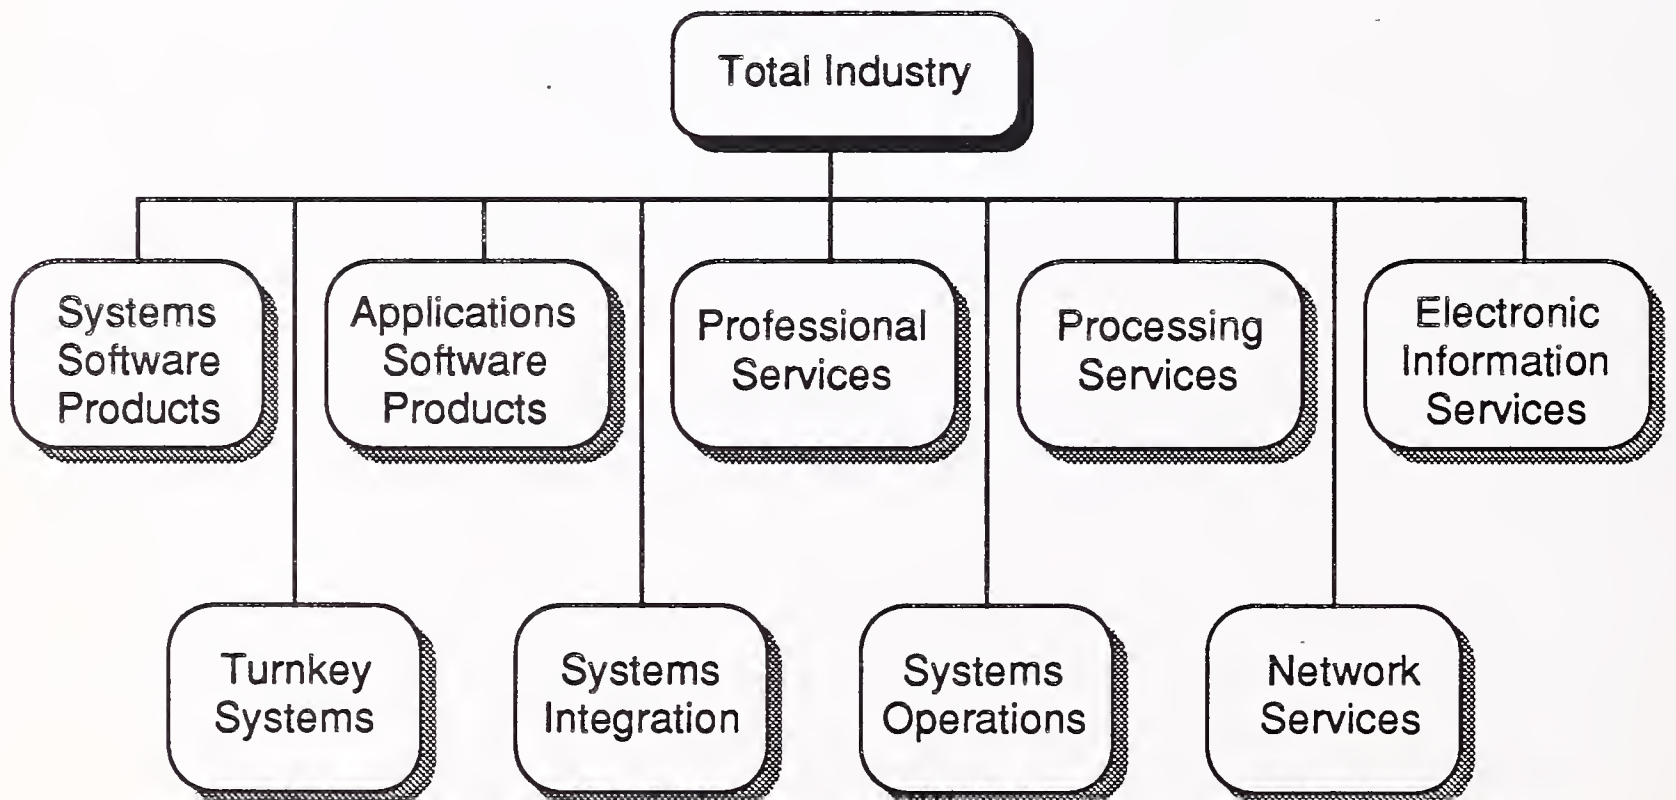 Total Industry
Systems
Software
Products
Applications
Software
Products
Professional
Services
Processing
Services
Electronic
Information
Services
Turnkey
Systems
Systems
Integration
Systems
Operations
Network
Services